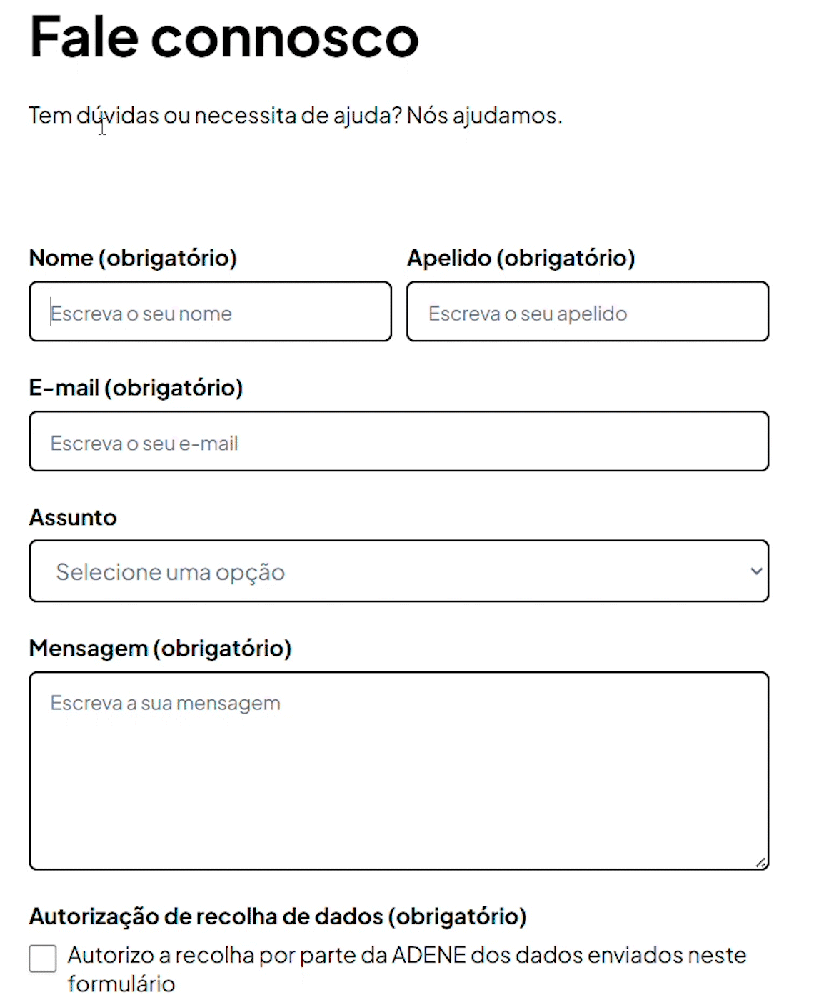 Fale connosco
Tem dúvidas ou necessita de ajuda? Nós ajudamos.
Nome (obrigatório)
Apelido (obrigatório)
Escreva o seu nome
Escreva o seu apelido
E-mail (obrigatório)
Escreva o seu e-mail
Assunto
Selecione uma opção
Mensagem (obrigatório)
Escreva a sua mensagem
Autorização de recolha de dados (obrigatório)
Autorizo a recolha por parte da ADENE dos dados enviados neste
formulário